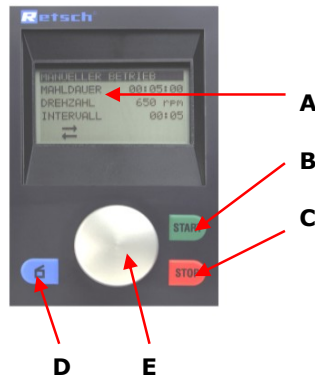 Retsch
MANUELLER BETRIEB
MAHLDAUER 00:05:00
DREHZAHL 650 rpm
INTERVALL 00:05
A
B
START
C
STOP
D
E